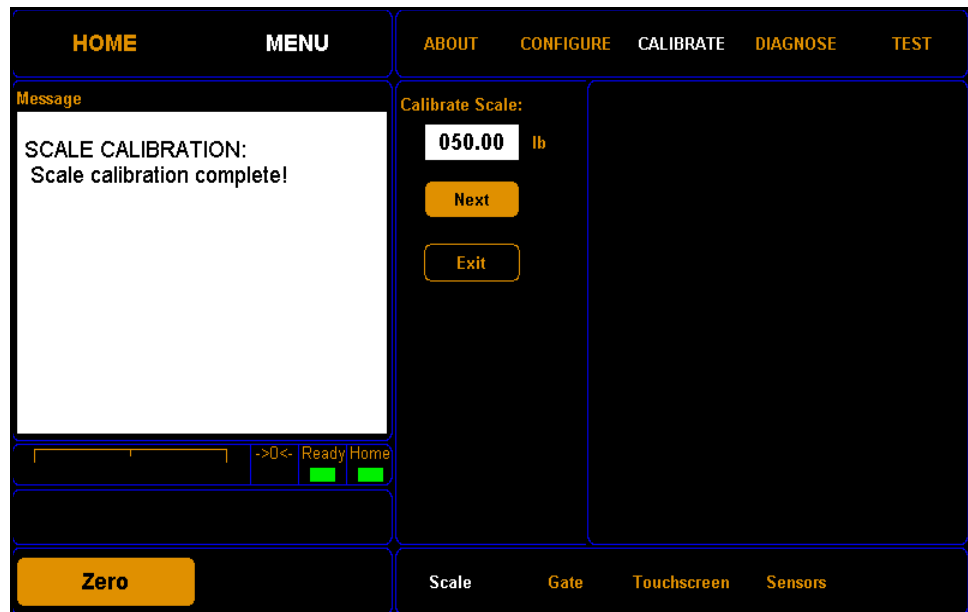 HOME MENU ABOUT CONFIGURE CALIBRATE DIAGNOSE TEST
Message
SCALE CALIBRATION:
Scale calibration complete!
->0<- Ready Home
Calibrate Scale:
050.00 lb
Next
Exit
Zero
Scale Gate Touchscreen Sensors